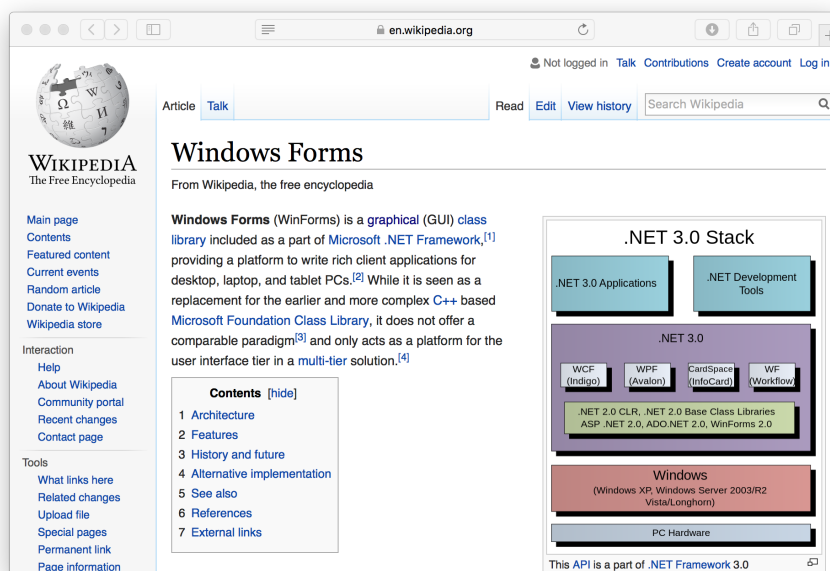 en.wikipedia.org
Not logged in Talk Contributions Create account Log in
Article Talk
Read Edit View history
Search Wikipedia
WIKIPEDIA
The Free Encyclopedia
Main page
Contents
Featured content
Current events
Random article
Donate to Wikipedia
Wikipedia store
Interaction
Help
About Wikipedia
Community portal
Recent changes
Contact page
Tools
What links here
Related changes
Upload file
Special pages
Permanent link
Page information
Windows Forms
From Wikipedia, the free encyclopedia
Windows Forms (WinForms) is a graphical (GUI) class
library included as a part of Microsoft .NET Framework,[1]
providing a platform to write rich client applications for
desktop, laptop, and tablet PCs.[2] While it is seen as a
replacement for the earlier and more complex C++ based
Microsoft Foundation Class Library, it does not offer a
comparable paradigm[3] and only acts as a platform for the
user interface tier in a multi-tier solution.[4]
Contents [hide]
1 Architecture
2 Features
3 History and future
4 Alternative implementation
5 See also
6 References
7 External links
.NET 3.0 Stack
.NET 3.0 Applications
.NET Development
Tools
.NET 3.0
WCF
(Indigo)
WPF
(Avalon)
CardSpace
(InfoCard)
WF
(Workflow)
.NET 2.0 CLR, .NET 2.0 Base Class Libraries
ASP .NET 2.0, ADO.NET 2.0, WinForms 2.0
Windows
(Windows XP, Windows Server 2003/R2
Vista/Longhorn)
PC Hardware
This API is a part of .NET Framework 3.0